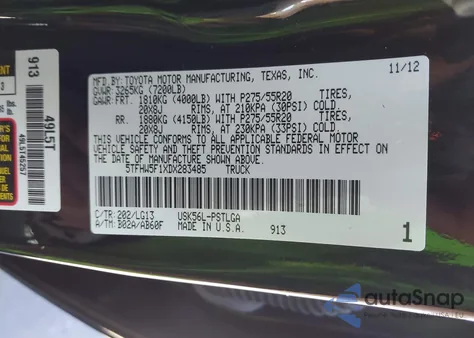 913
49L5T
49L5T49257
MFD.BY:TOYOTA MOTOR MANUFACTURING, TEXAS, INC. 11/12
GVWR: 3265KG (7200LB)
GAWR: FRT. 1810KG (4000LB) WITH P275/55R20 TIRES,
20x8J RIMS, AT 210KPA (30PSI) COLD.
RR. 1880KG (4150LB) WITH P275/55R20 TIRES,
20x8J RIMS, AT 230KPA (33PSI) COLD.
THIS VEHICLE CONFORMS TO ALL APPLICABLE FEDERAL MOTOR
VEHICLE SAFETY AND THEFT PREVENTION STANDARDS IN EFFECT
ON THE DATE OF MANUFACTURE SHOWN ABOVE.
5TFHW5F1XDX283485 TRUCK
C/TR: 202/LG13 USK56L-PSTLGA
A/TM: B02A/AB60F MADE IN U.S.A. 913 1
autoSnap